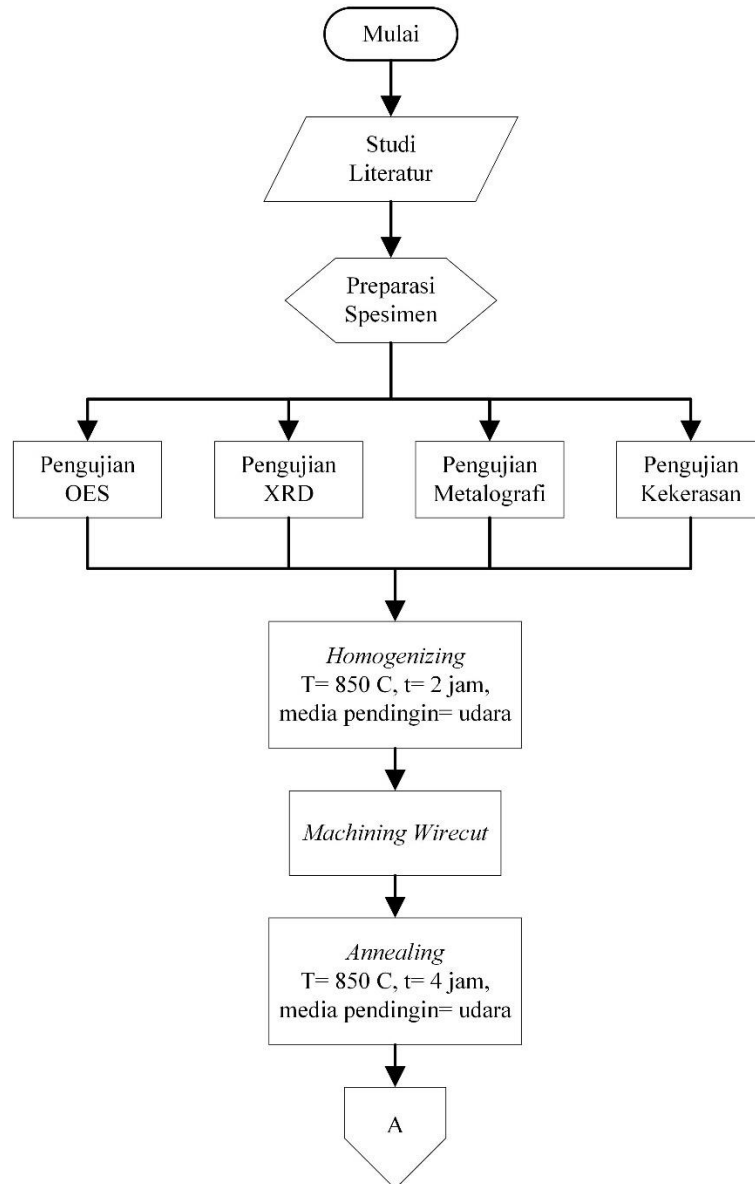 Mulai
Studi
Literatur
Preparasi
Spesimen
Pengujian
OES
Pengujian
XRD
Pengujian
Metalografi
Pengujian
Kekerasan
Homogenizing
T= 850 C, t= 2 jam,
media pendingin= udara
Machining Wirecut
Annealing
T= 850 C, t= 4 jam,
media pendingin= udara
A